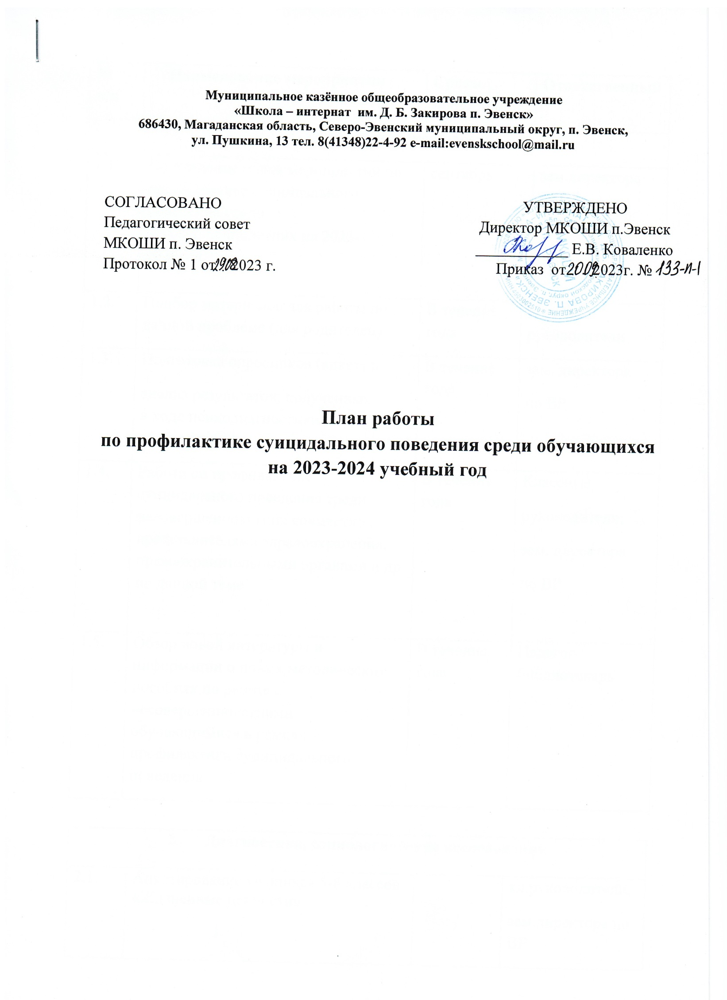 Муниципальное казённое общеобразовательное учреждение
«Школа – интернат им. Д. Б. Закирова п. Эвенск»
686430, Магаданская область, Северо-Эвенский муниципальный округ, п. Эвенск,
ул. Пушкина, 13 тел. 8(41348)22-4-92 e-mail:evenskschool@mail.ru
СОГЛАСОВАНО
Педагогический совет
МКОШИ п. Эвенск
Протокол № 1 от 29.08 2023 г.
УТВЕРЖДЕНО
Директор МКОШИ п.Эвенск
Е.В. Коваленко
Приказ от 20.09. 2023г. № 133-п-1
План работы
по профилактике суицидального поведения среди обучающихся
на 2023-2024 учебный год